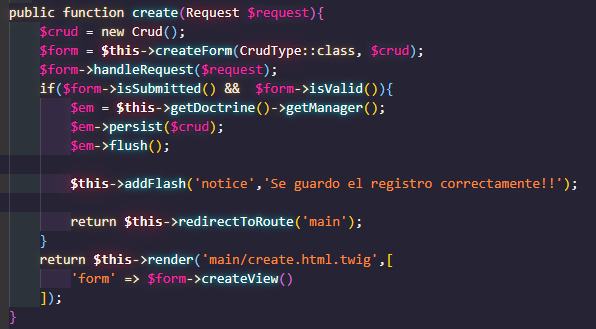 public function create(Request $request){
    $crud = new Crud();
    $form = $this->createForm(CrudType::class, $crud);
    $form->handleRequest($request);
    if($form->isSubmitted() &&  $form->isValid()){
        $em = $this->getDoctrine()->getManager();
        $em->persist($crud);
        $em->flush();

        $this->addFlash('notice','Se guardo el registro correctamente!!');

        return $this->redirectToRoute('main');
    }
    return $this->render('main/create.html.twig',[
        'form' => $form->createView()
    ]);
}